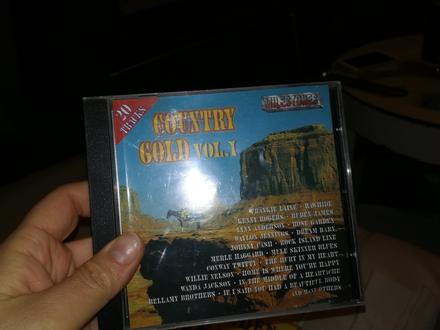 20 TRACKS
COUNTRY
GOLD VOL.1
FRANKIE LAINE · RAWHIDE
KENNY ROGERS · RUBEN JAMES
LYNN ANDERSON · ROSE GARDEN
WAYLON JENNINGS · DREAM BABY
JOHNNY CASH · ROCK ISLAND LINE
MERLE HAGGARD · MULE SKINNER BLUES
CONWAY TWITTY · THE HURT IN MY HEART
WILLIE NELSON · HOME IS WHERE YOU'RE HAPPY
WANDA JACKSON · IN THE MIDDLE OF A HEARTACHE
BELLAMY BROTHERS · IF I SAID YOU HAD A BEAUTIFUL BODY
AND MANY OTHERS